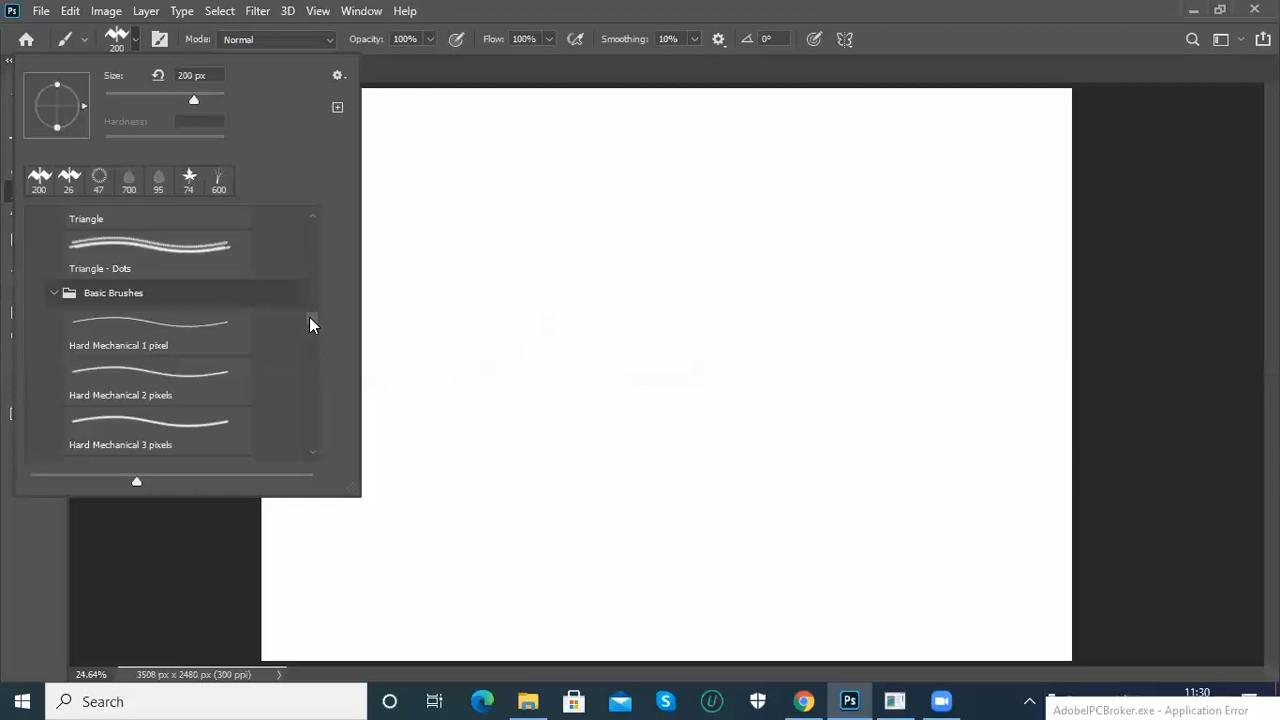 Ps File Edit Image Layer Type Select Filter 3D View Window Help
200 Mode: Normal Opacity: 100% Flow: 100% Smoothing: 10% 0°
Size: 200 px
Hardness:
200 26 47 700 95 74 600
Triangle
Triangle - Dots
Basic Brushes
Hard Mechanical 1 pixel
Hard Mechanical 2 pixels
Hard Mechanical 3 pixels
24.64% 3508 px x 2480 px (300 ppi)
Search Ps 11:30
AdobeIPCBroker.exe - Application Error